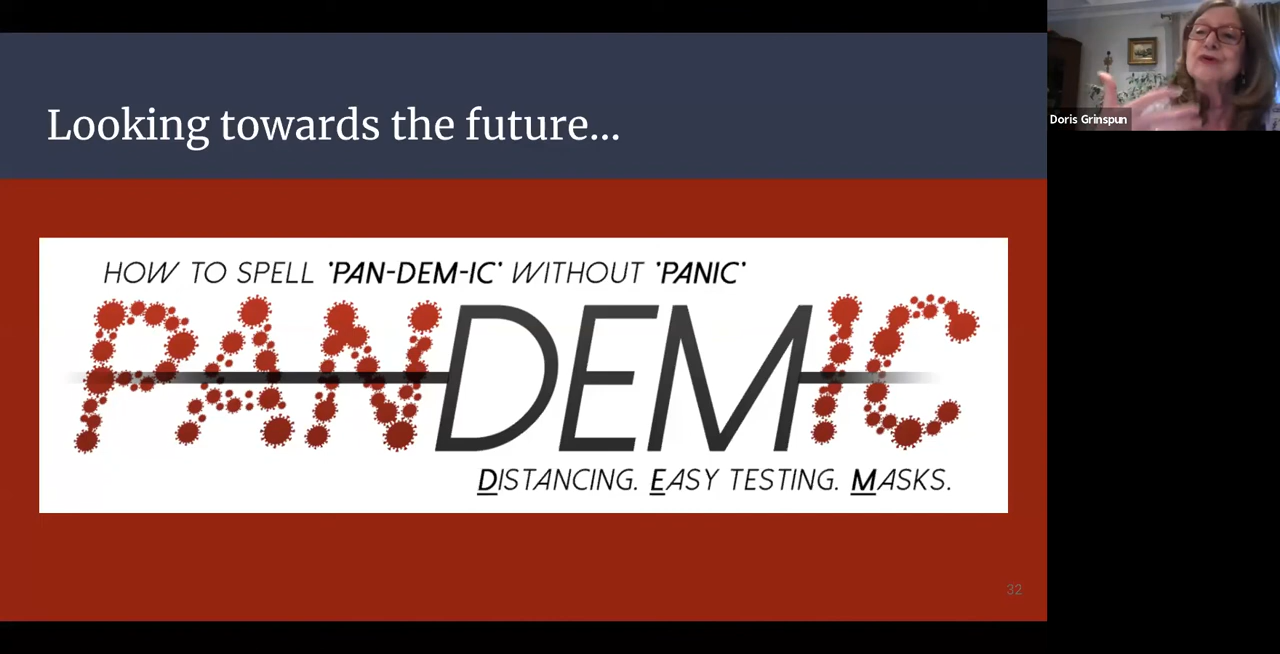 Looking towards the future...
HOW TO SPELL 'PAN-DEM-IC' WITHOUT 'PANIC'
PANDEMIC
DISTANCING. EASY TESTING. MASKS.
32
Doris Grinspun